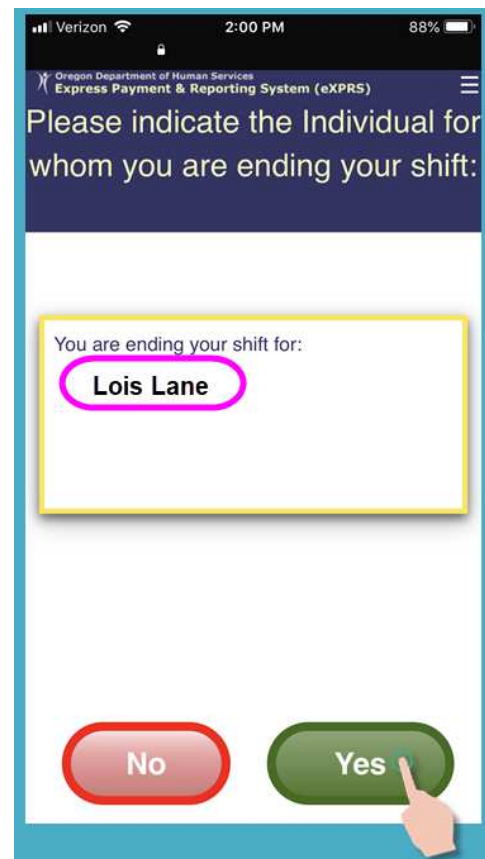 Verizon 2:00 PM 88%
Oregon Department of Human Services
Express Payment & Reporting System (eXPRS)
Please indicate the Individual for
whom you are ending your shift:
You are ending your shift for:
Lois Lane
No Yes